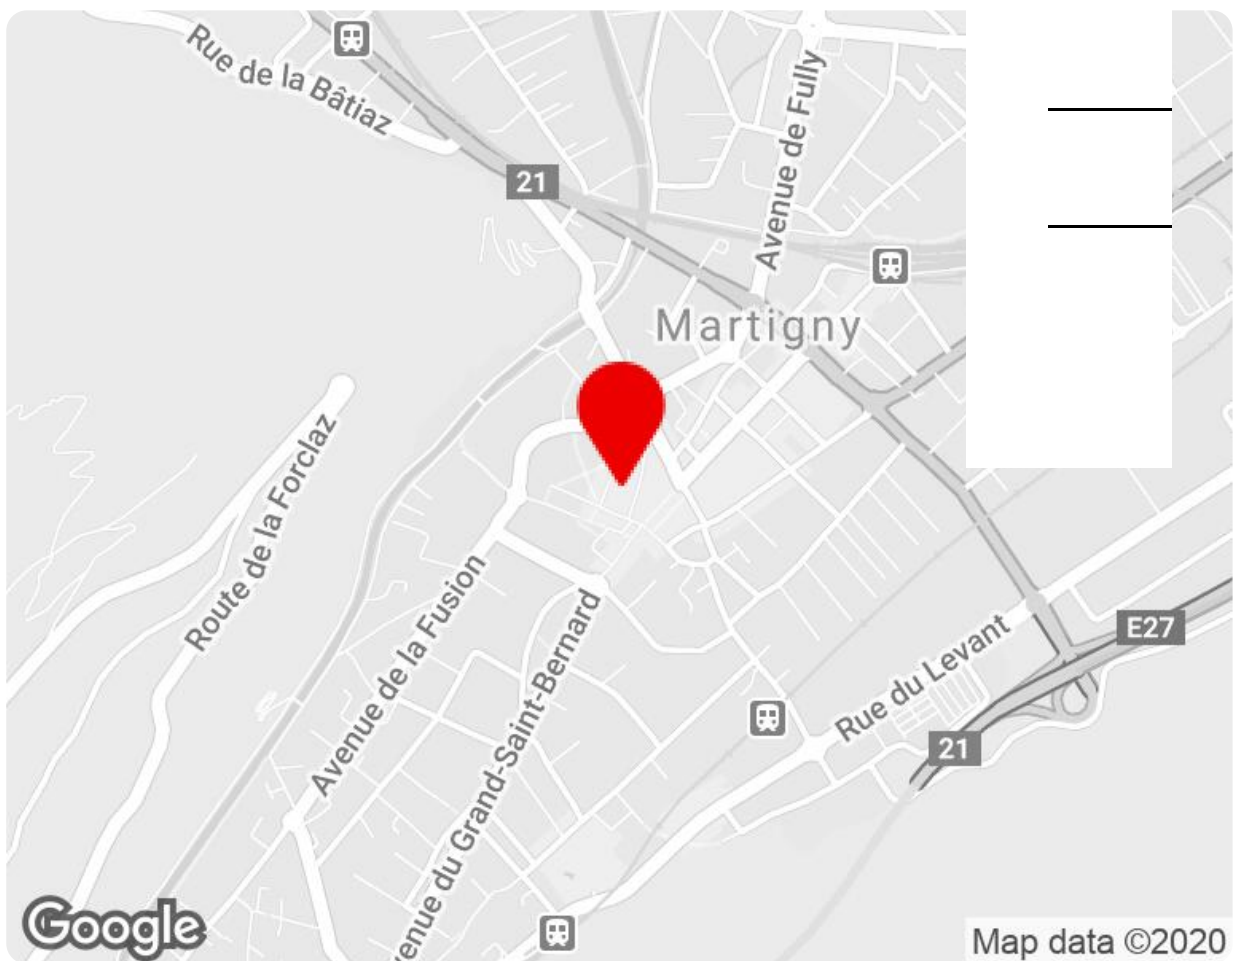 Rue de la Bâtiaz
21
Avenue de Fully
Martigny
Route de la Forclaz
Avenue de la Fusion
enue du Grand-Saint-Bernard
Rue du Levant
E27
21
Google
Map data ©2020